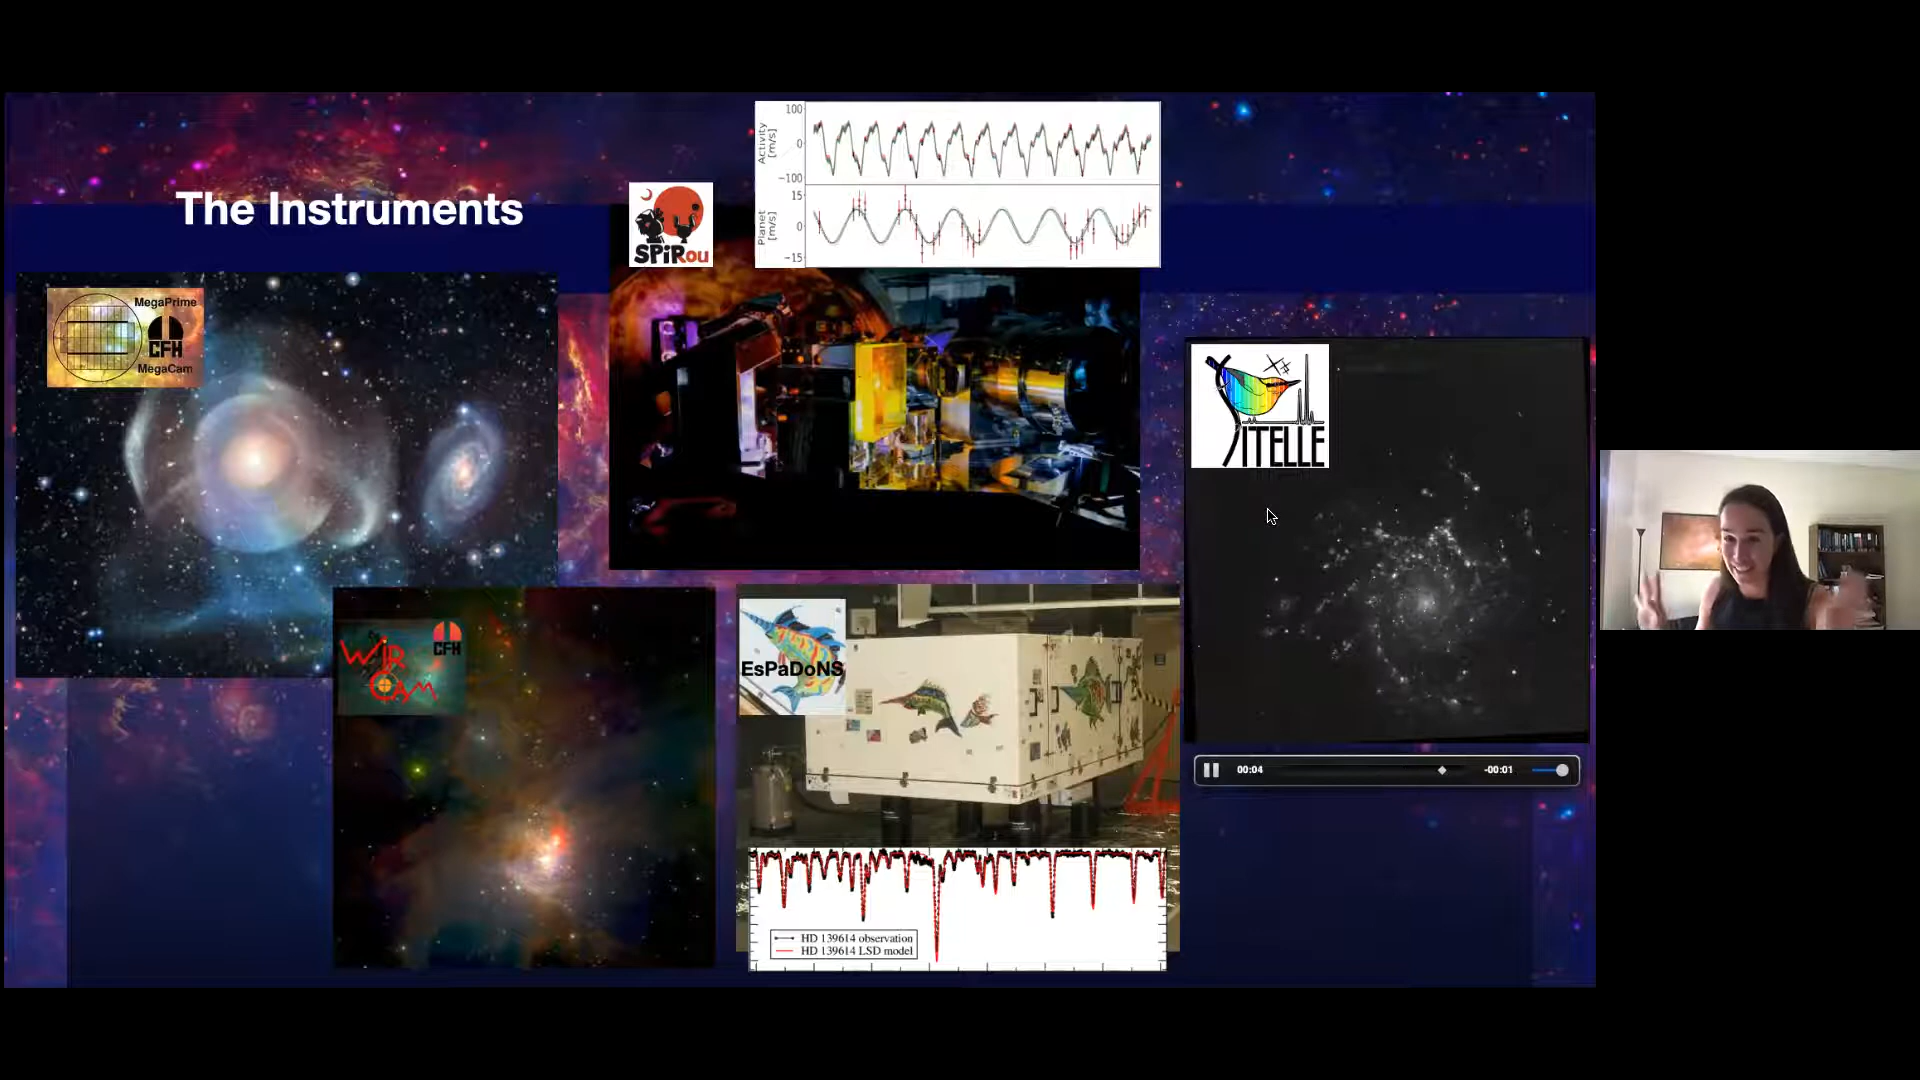 The Instruments
MegaPrime
CFH
MegaCam
SPiRou
100
0
-100
Activity
[m/s]
15
0
-15
Planet
[m/s]
SITELLE
WIRCam
CFH
EsPaDOnS
HD 139614 observation
HD 139614 LSD model
00:04
-00:01